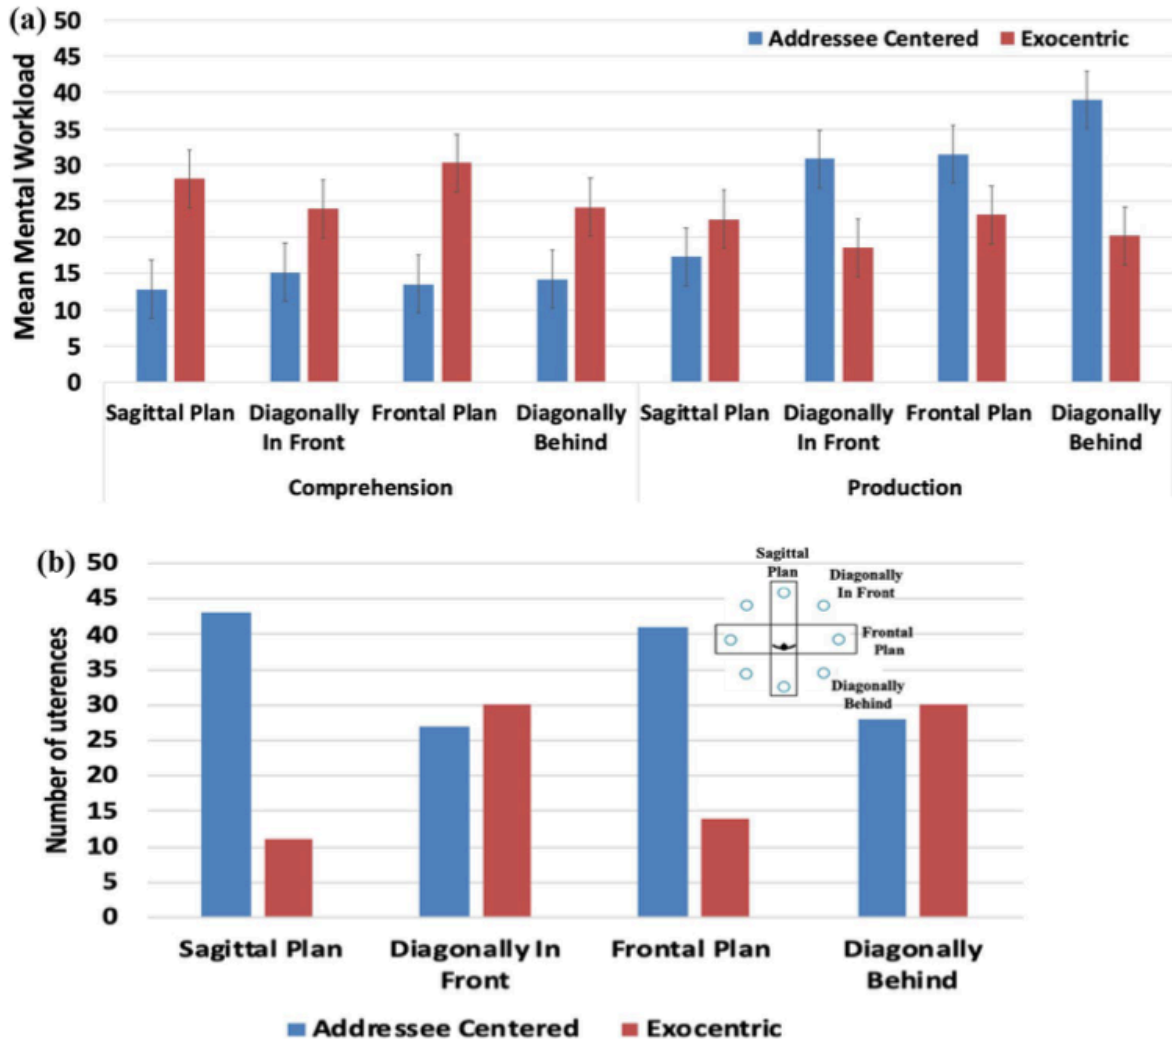 (a)
Mean Mental Workload
50
45
40
35
30
25
20
15
10
5
0
Addressee Centered Exocentric
Sagittal Plan Diagonally In Front Frontal Plan Diagonally Behind Sagittal Plan Diagonally In Front Frontal Plan Diagonally Behind
Comprehension Production
(b)
Number of uterences
50
45
40
35
30
25
20
15
10
5
0
Sagittal
Plan
Diagonally
In Front
Frontal
Plan
Diagonally
Behind
Sagittal Plan Diagonally In Front Frontal Plan Diagonally Behind
Addressee Centered Exocentric